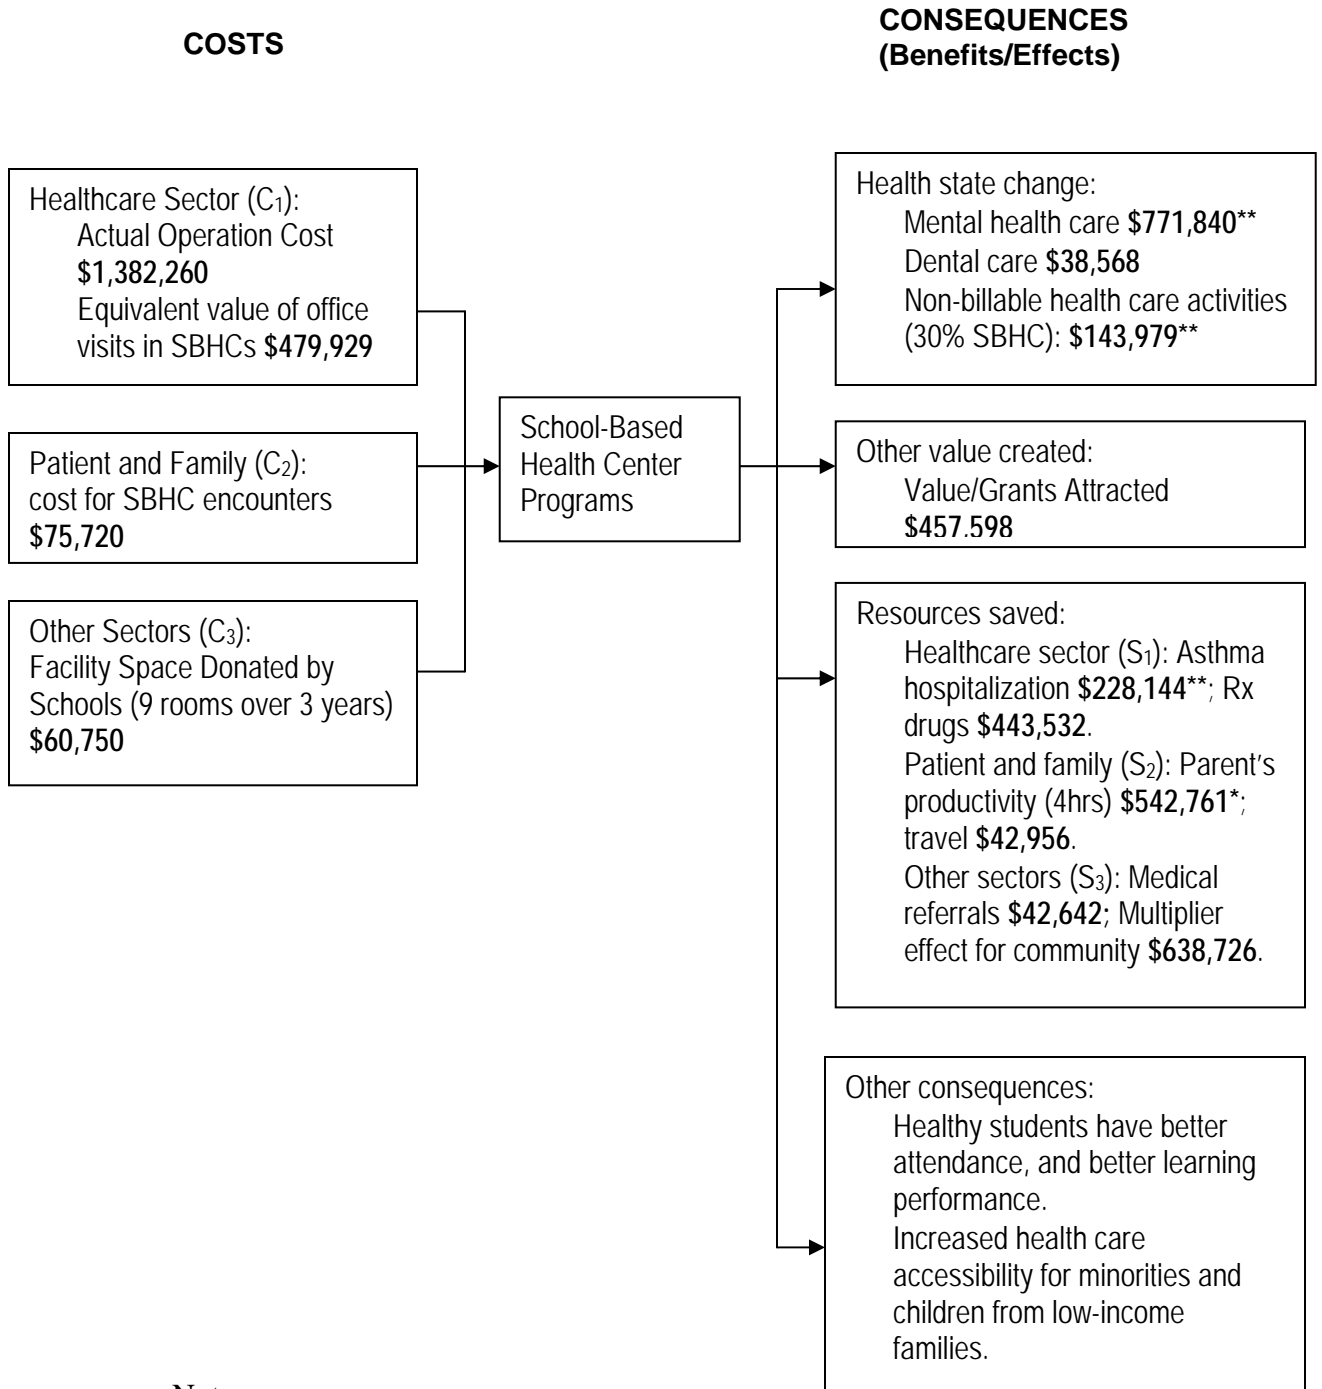 COSTS
CONSEQUENCES
(Benefits/Effects)
Healthcare Sector (C₁):
Actual Operation Cost
$1,382,260
Equivalent value of office
visits in SBHCs $479,929
Patient and Family (C₂):
cost for SBHC encounters
$75,720
Other Sectors (C₃):
Facility Space Donated by
Schools (9 rooms over 3 years)
$60,750
School-Based
Health Center
Programs
Health state change:
Mental health care $771,840**
Dental care $38,568
Non-billable health care activities
(30% SBHC): $143,979**
Other value created:
Value/Grants Attracted
$457,598
Resources saved:
Healthcare sector (S₁): Asthma
hospitalization $228,144**; Rx
drugs $443,532.
Patient and family (S₂): Parent's
productivity (4hrs) $542,761*;
travel $42,956.
Other sectors (S₃): Medical
referrals $42,642; Multiplier
effect for community $638,726.
Other consequences:
Healthy students have better
attendance, and better learning
performance.
Increased health care
accessibility for minorities and
children from low-income
families.